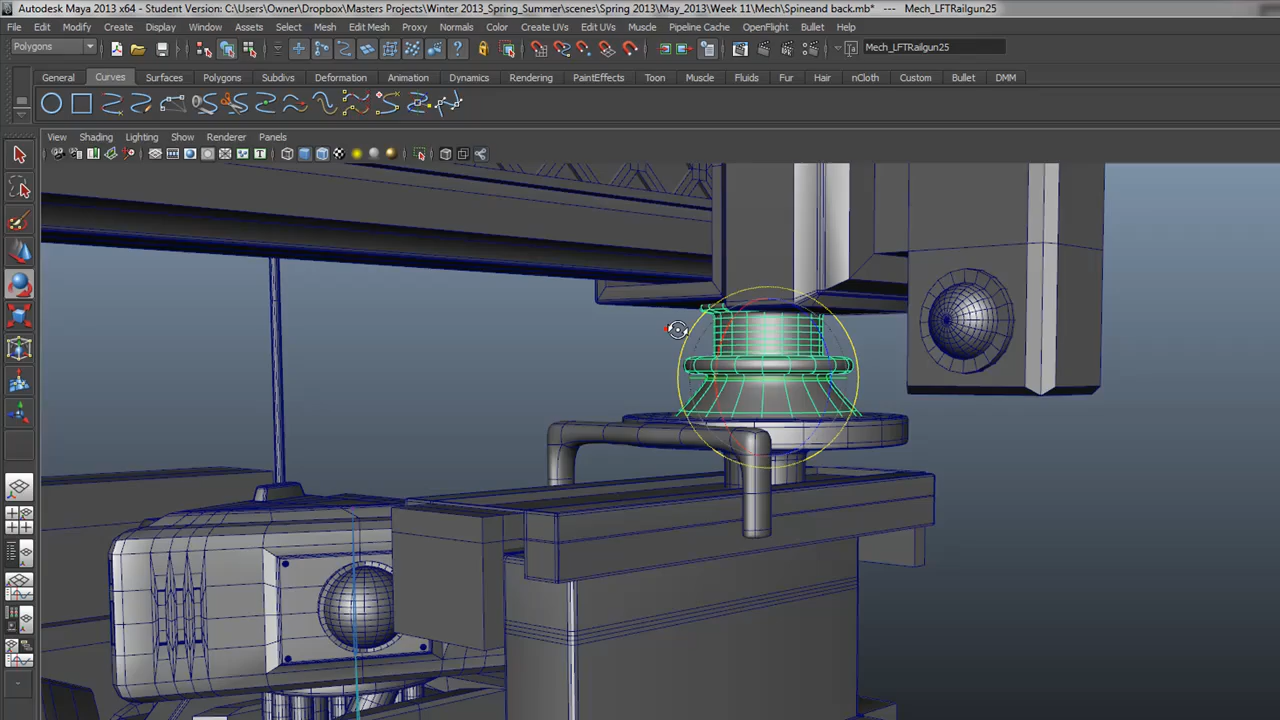 Autodesk Maya 2013 x64 - Student Version: C:\Users\Owner\Dropbox\Masters Projects\Winter 2013_Spring_Summer\scenes\Spring 2013\May_2013\Week 11\Mech\Spineand back.mb* --- Mech_LFTRailgun25
File Edit Modify Create Display Window Assets Select Mesh Edit Mesh Proxy Normals Color Create UVs Edit UVs Muscle Pipeline Cache OpenFlight Bullet Help
Polygons Mech_LFTRailgun25
General Curves Surfaces Polygons Subdivs Deformation Animation Dynamics Rendering PaintEffects Toon Muscle Fluids Fur Hair nCloth Custom Bullet DMM
View Shading Lighting Show Renderer Panels